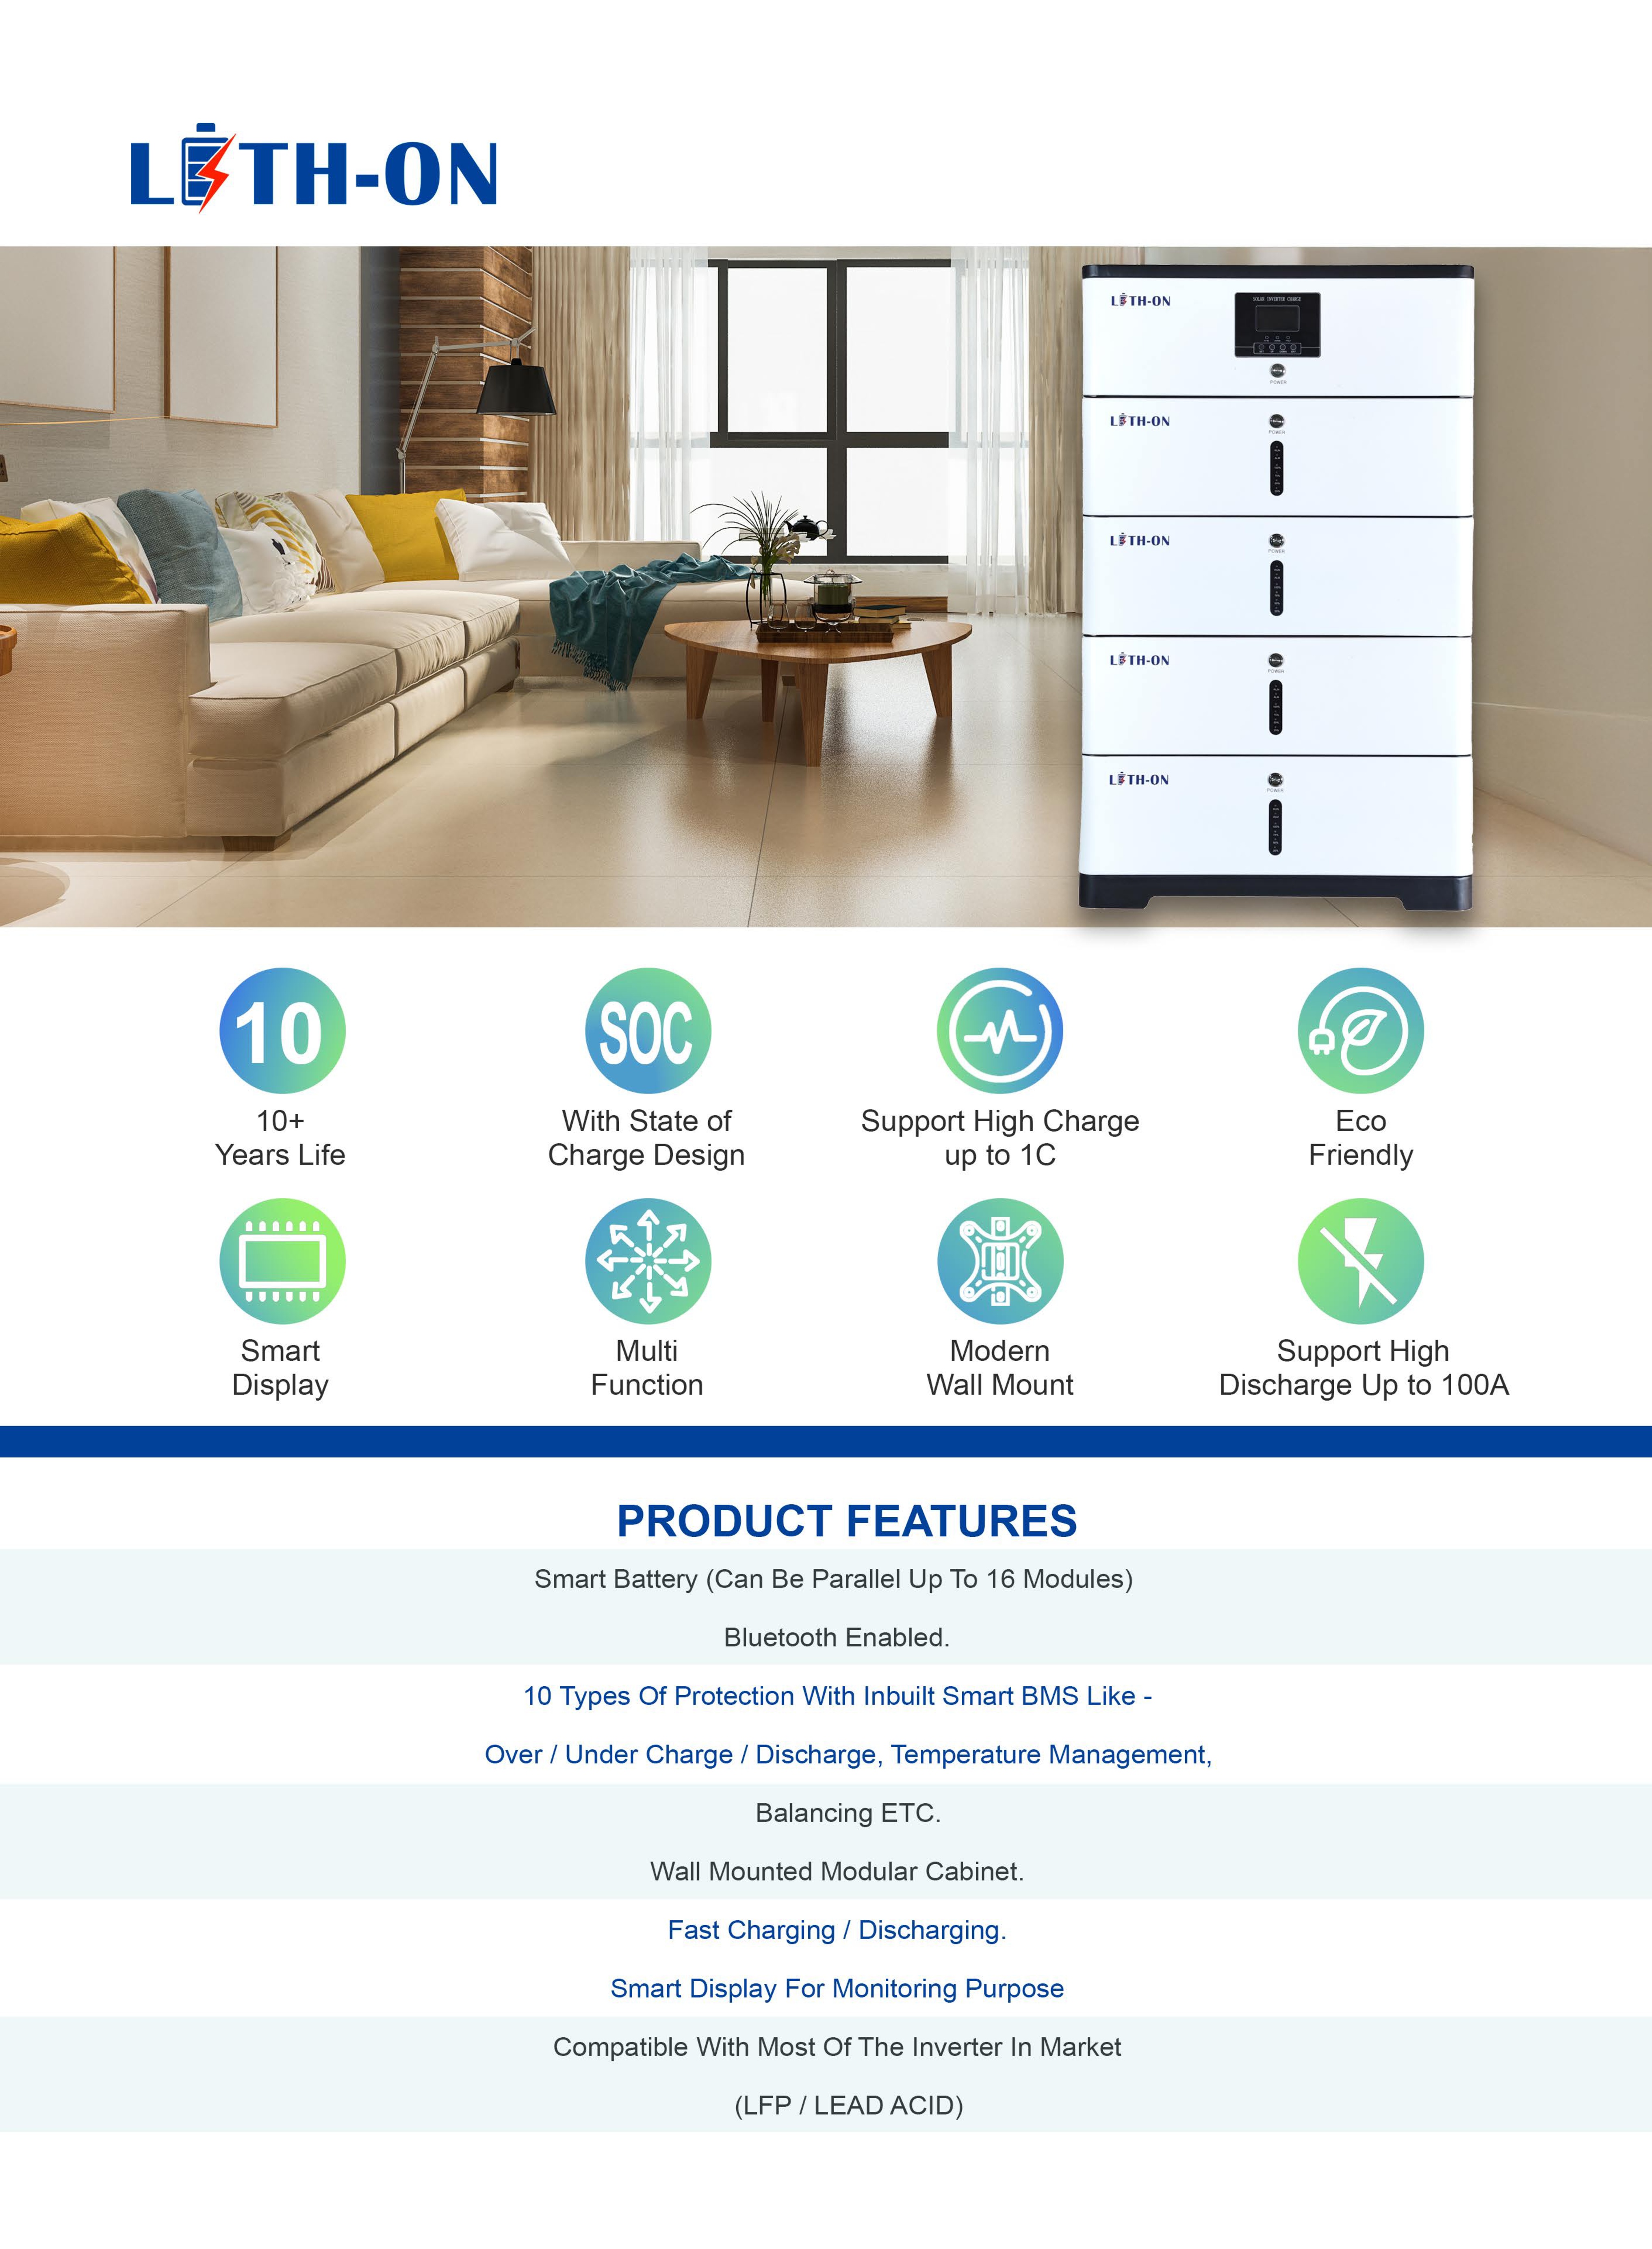 LITH-ON
LITH-ON
SOLAR INVERTER CHARGE
POWER
LITH-ON
POWER
LITH-ON
POWER
LITH-ON
POWER
LITH-ON
POWER
10
SOC
10+
Years Life
With State of
Charge Design
Support High Charge
up to 1C
Eco
Friendly
Smart
Display
Multi
Function
Modern
Wall Mount
Support High
Discharge Up to 100A
PRODUCT FEATURES
Smart Battery (Can Be Parallel Up To 16 Modules)
Bluetooth Enabled.
10 Types Of Protection With Inbuilt Smart BMS Like -
Over / Under Charge / Discharge, Temperature Management,
Balancing ETC.
Wall Mounted Modular Cabinet.
Fast Charging / Discharging.
Smart Display For Monitoring Purpose
Compatible With Most Of The Inverter In Market
(LFP / LEAD ACID)